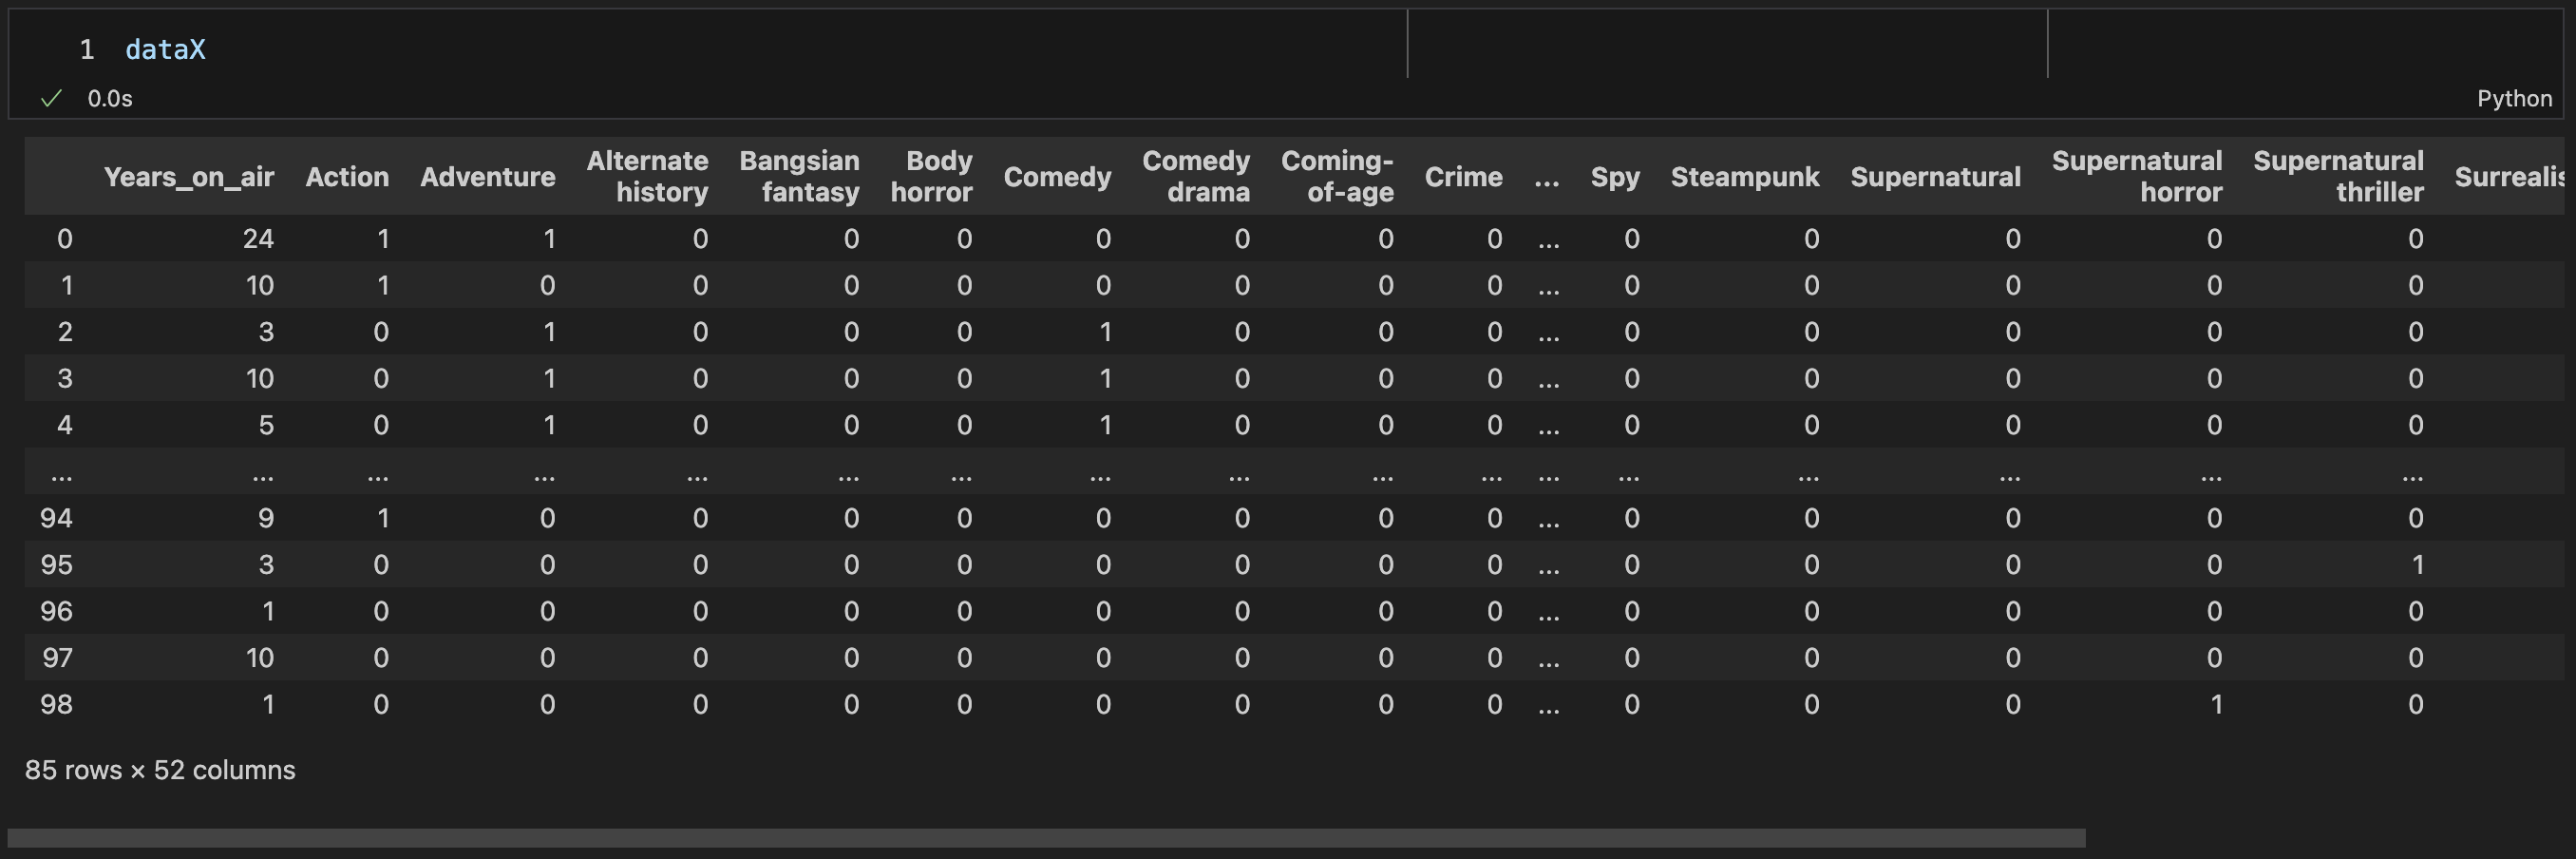 1 dataX
0.0s Python
Years_on_air Action Adventure Alternate history Bangsian fantasy Body horror Comedy Comedy drama Coming-of-age Crime ... Spy Steampunk Supernatural Supernatural horror Supernatural thriller Surrealis
0 24 1 1 0 0 0 0 0 0 0 ... 0 0 0 0 0
1 10 1 0 0 0 0 0 0 0 0 ... 0 0 0 0 0
2 3 0 1 0 0 0 1 0 0 0 ... 0 0 0 0 0
3 10 0 1 0 0 0 1 0 0 0 ... 0 0 0 0 0
4 5 0 1 0 0 0 1 0 0 0 ... 0 0 0 0 0
... ... ... ... ... ... ... ... ... ... ... ... ... ... ... ... ...
94 9 1 0 0 0 0 0 0 0 0 ... 0 0 0 0 0
95 3 0 0 0 0 0 0 0 0 0 ... 0 0 0 0 1
96 1 0 0 0 0 0 0 0 0 0 ... 0 0 0 0 0
97 10 0 0 0 0 0 0 0 0 0 ... 0 0 0 0 0
98 1 0 0 0 0 0 0 0 0 0 ... 0 0 0 1 0
85 rows × 52 columns